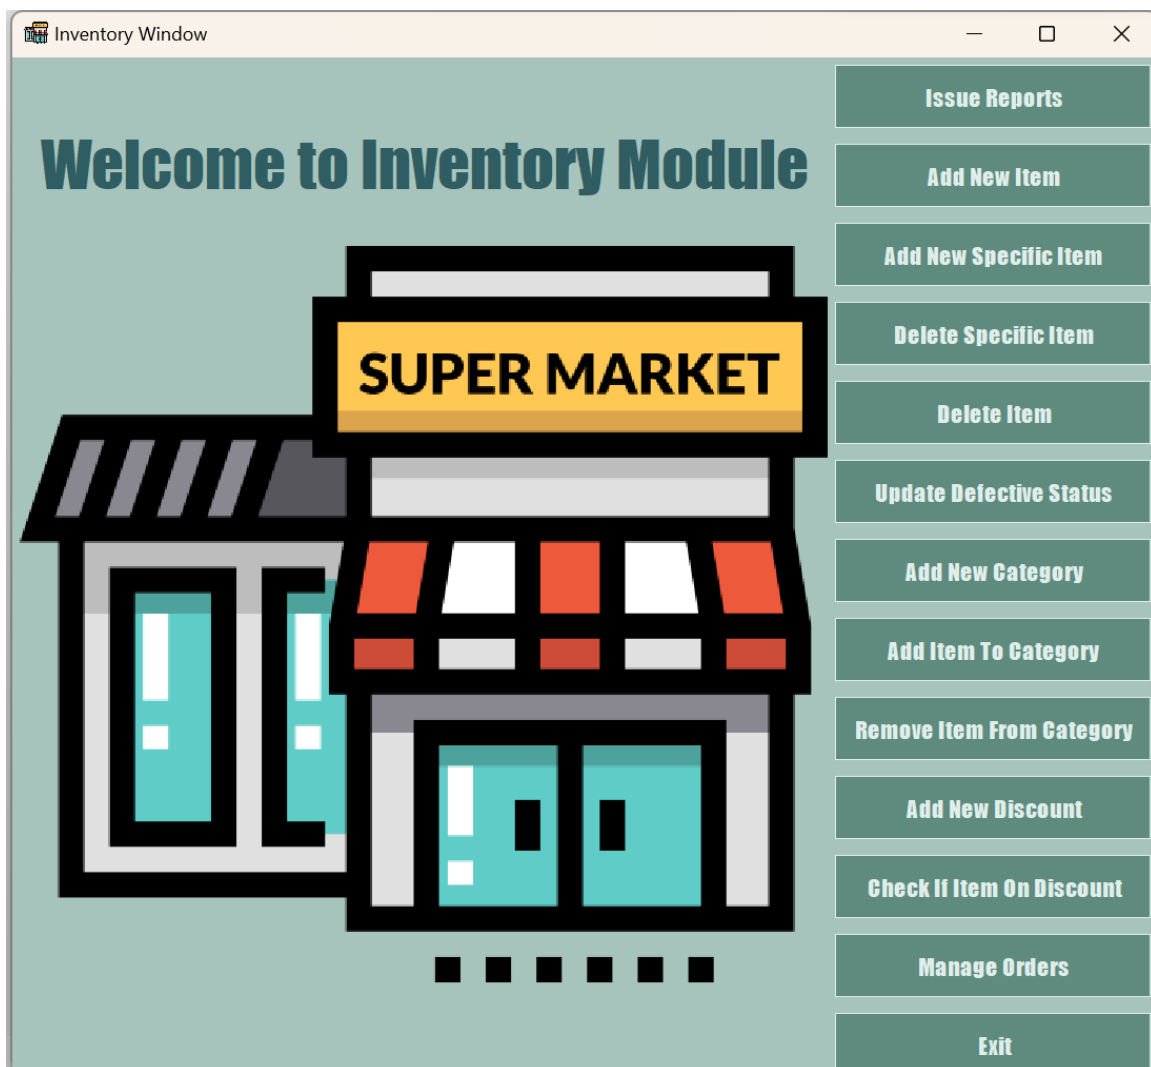 Inventory Window
Welcome to Inventory Module
SUPER MARKET
Issue Reports
Add New Item
Add New Specific Item
Delete Specific Item
Delete Item
Update Defective Status
Add New Category
Add Item To Category
Remove Item From Category
Add New Discount
Check If Item On Discount
Manage Orders
Exit